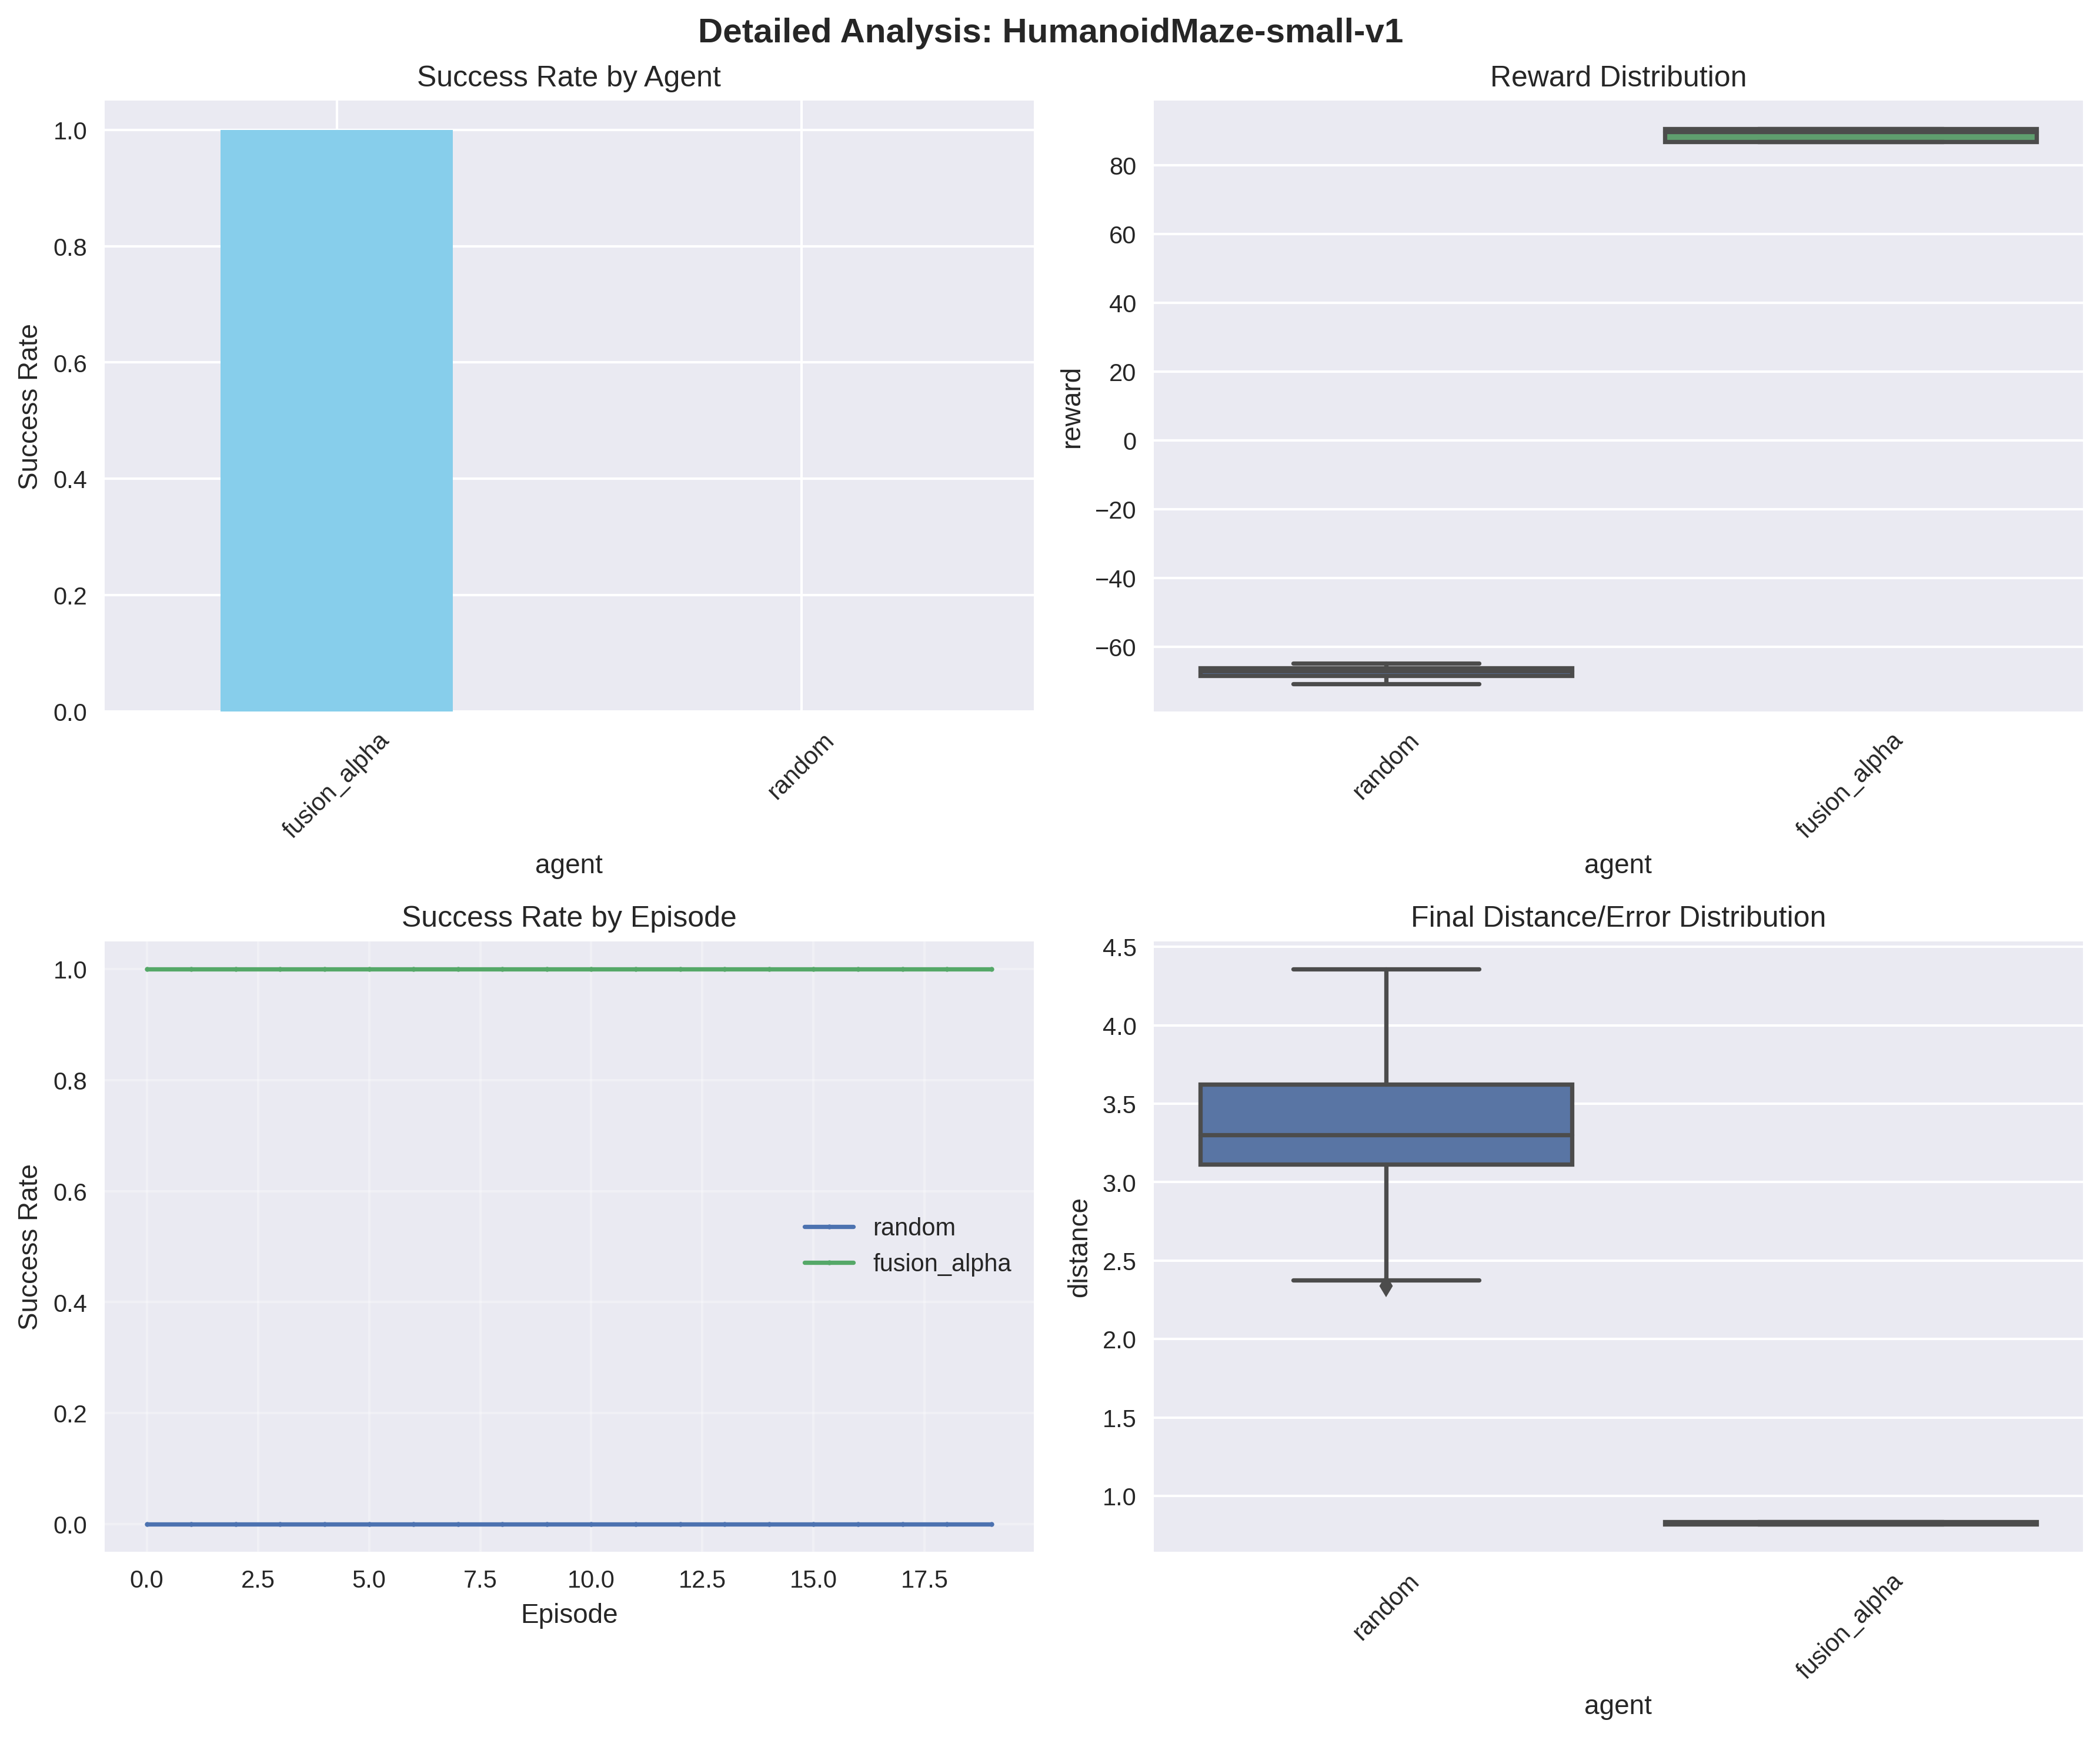 Detailed Analysis: HumanoidMaze-small-v1
Success Rate by Agent
Success Rate
1.0
0.8
0.6
0.4
0.2
0.0
fusion_alpha
random
agent
Reward Distribution
reward
80
60
40
20
0
−20
−40
−60
random
fusion_alpha
agent
Success Rate by Episode
Success Rate
1.0
0.8
0.6
0.4
0.2
0.0
random
fusion_alpha
0.0 2.5 5.0 7.5 10.0 12.5 15.0 17.5
Episode
Final Distance/Error Distribution
distance
4.5
4.0
3.5
3.0
2.5
2.0
1.5
1.0
random
fusion_alpha
agent